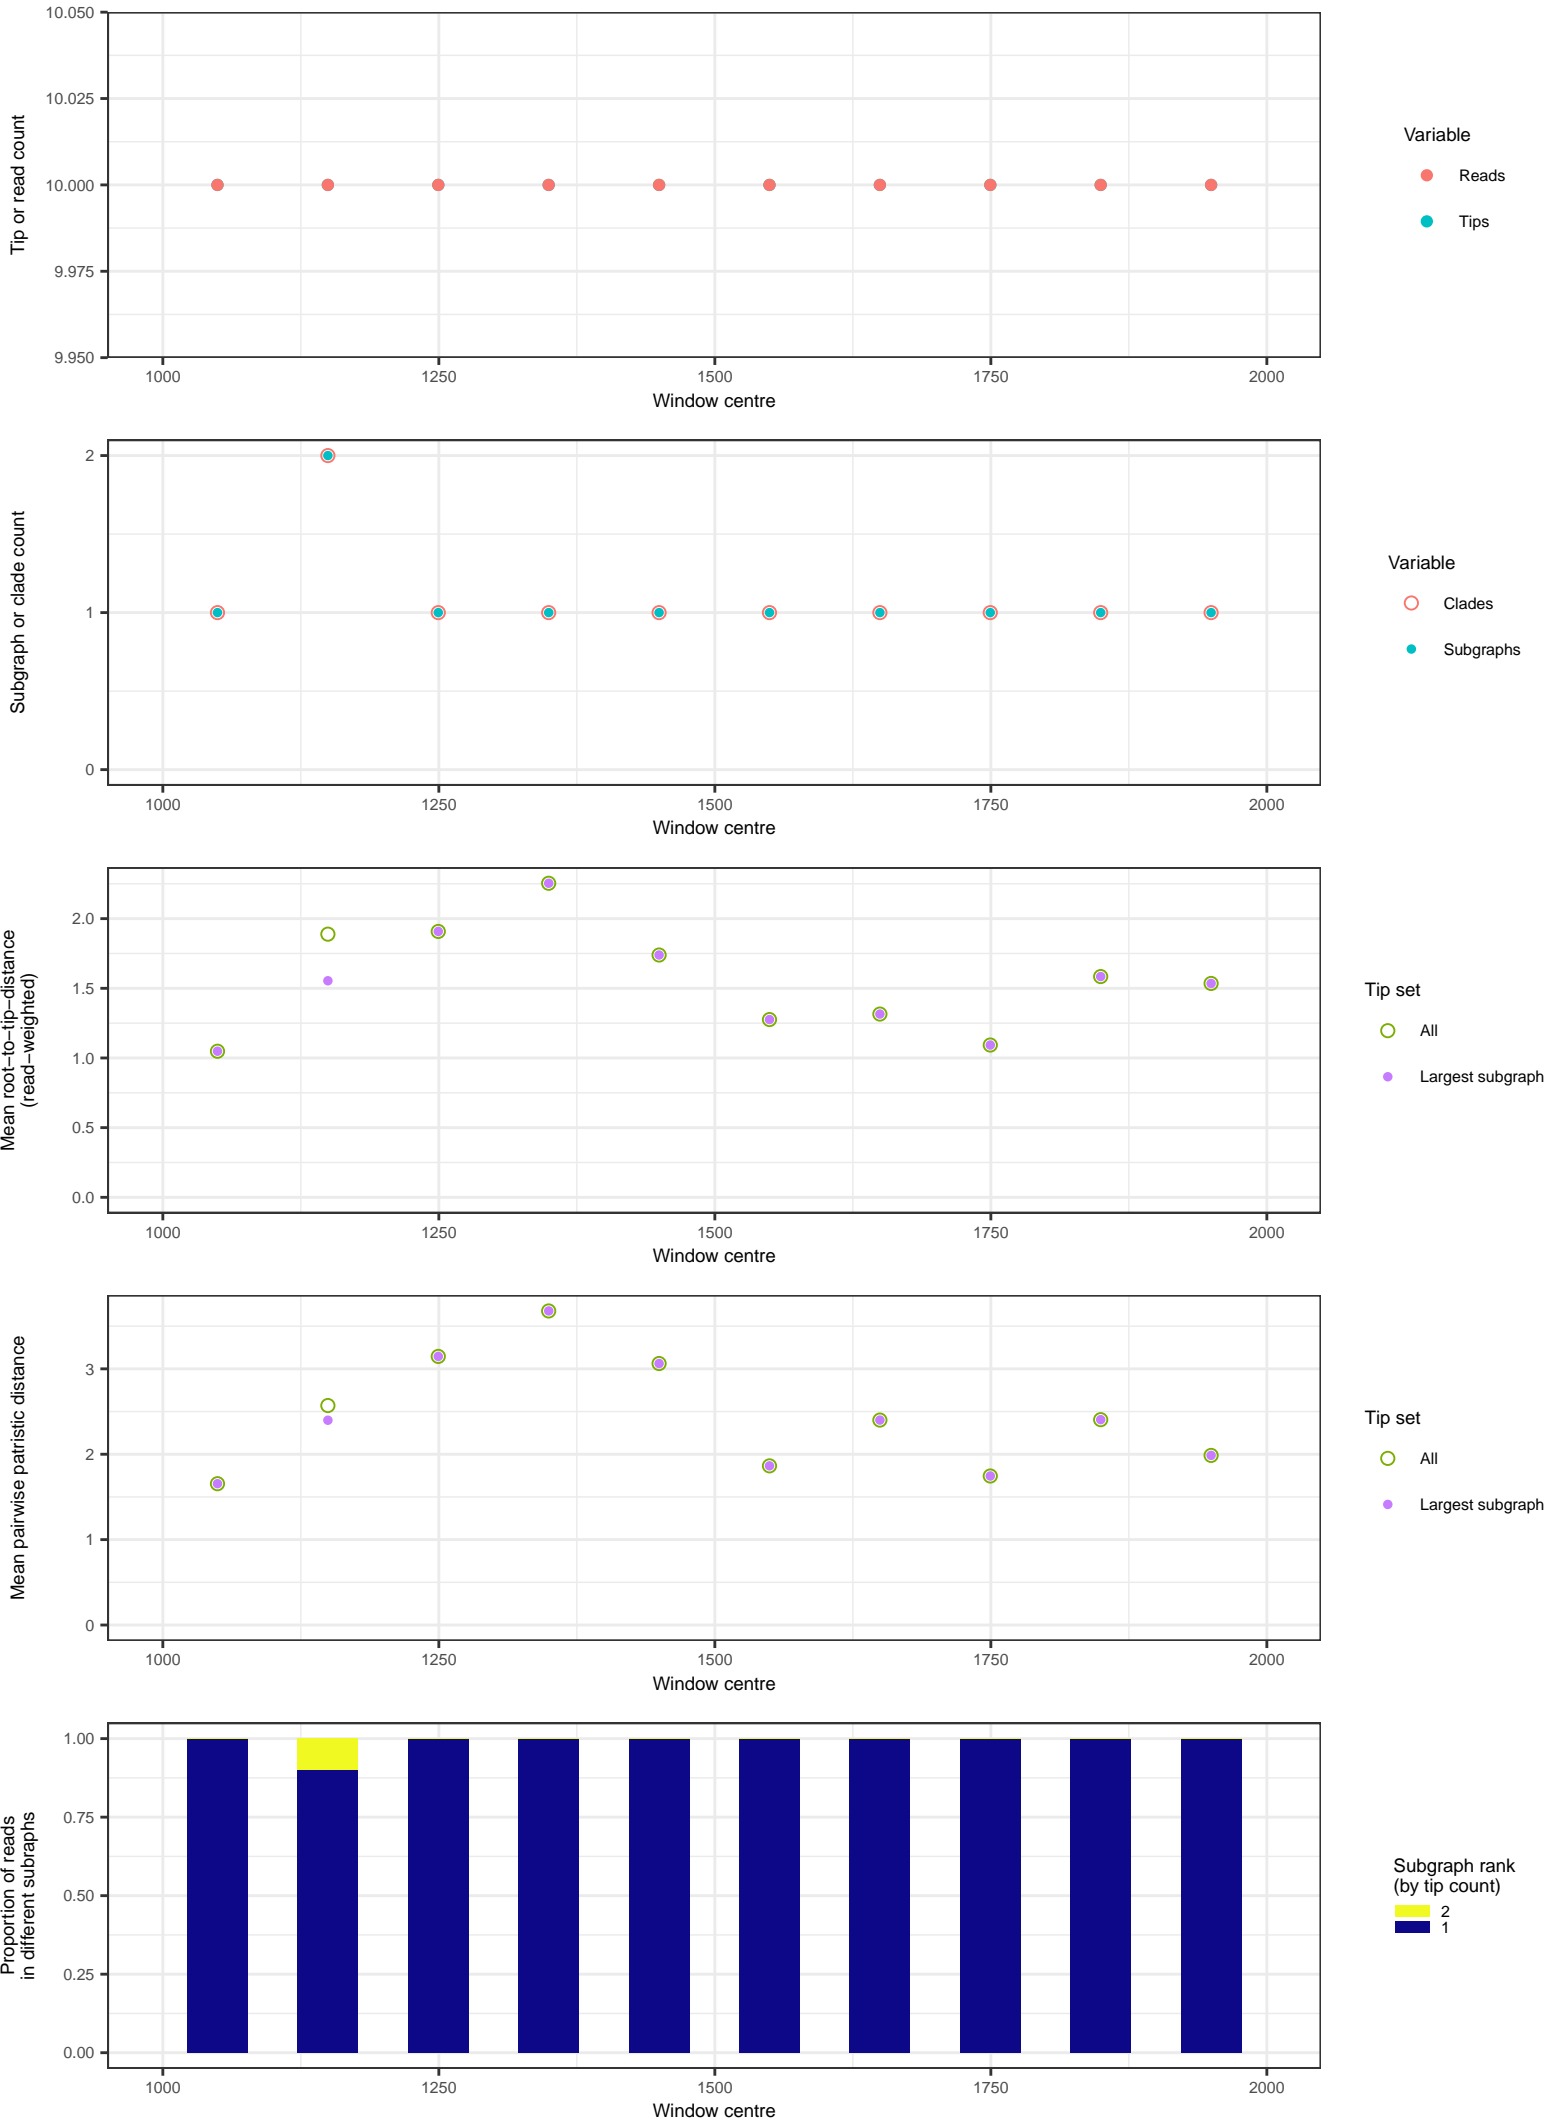 10.050
10.025
10.000
9.975
9.950
Tip or read count
1000
1250
1500
1750
2000
Window centre
Variable
Reads
Tips
2
1
0
Subgraph or clade count
1000
1250
1500
1750
2000
Window centre
Variable
Clades
Subgraphs
2.0
1.5
1.0
0.5
0.0
Mean root−to−tip−distance
(read−weighted)
1000
1250
1500
1750
2000
Window centre
Tip set
All
Largest subgraph
3
2
1
0
Mean pairwise patristic distance
1000
1250
1500
1750
2000
Window centre
Tip set
All
Largest subgraph
1.00
0.75
0.50
0.25
0.00
Proportion of reads
in different subraphs
1000
1250
1500
1750
2000
Window centre
Subgraph rank
(by tip count)
2
1